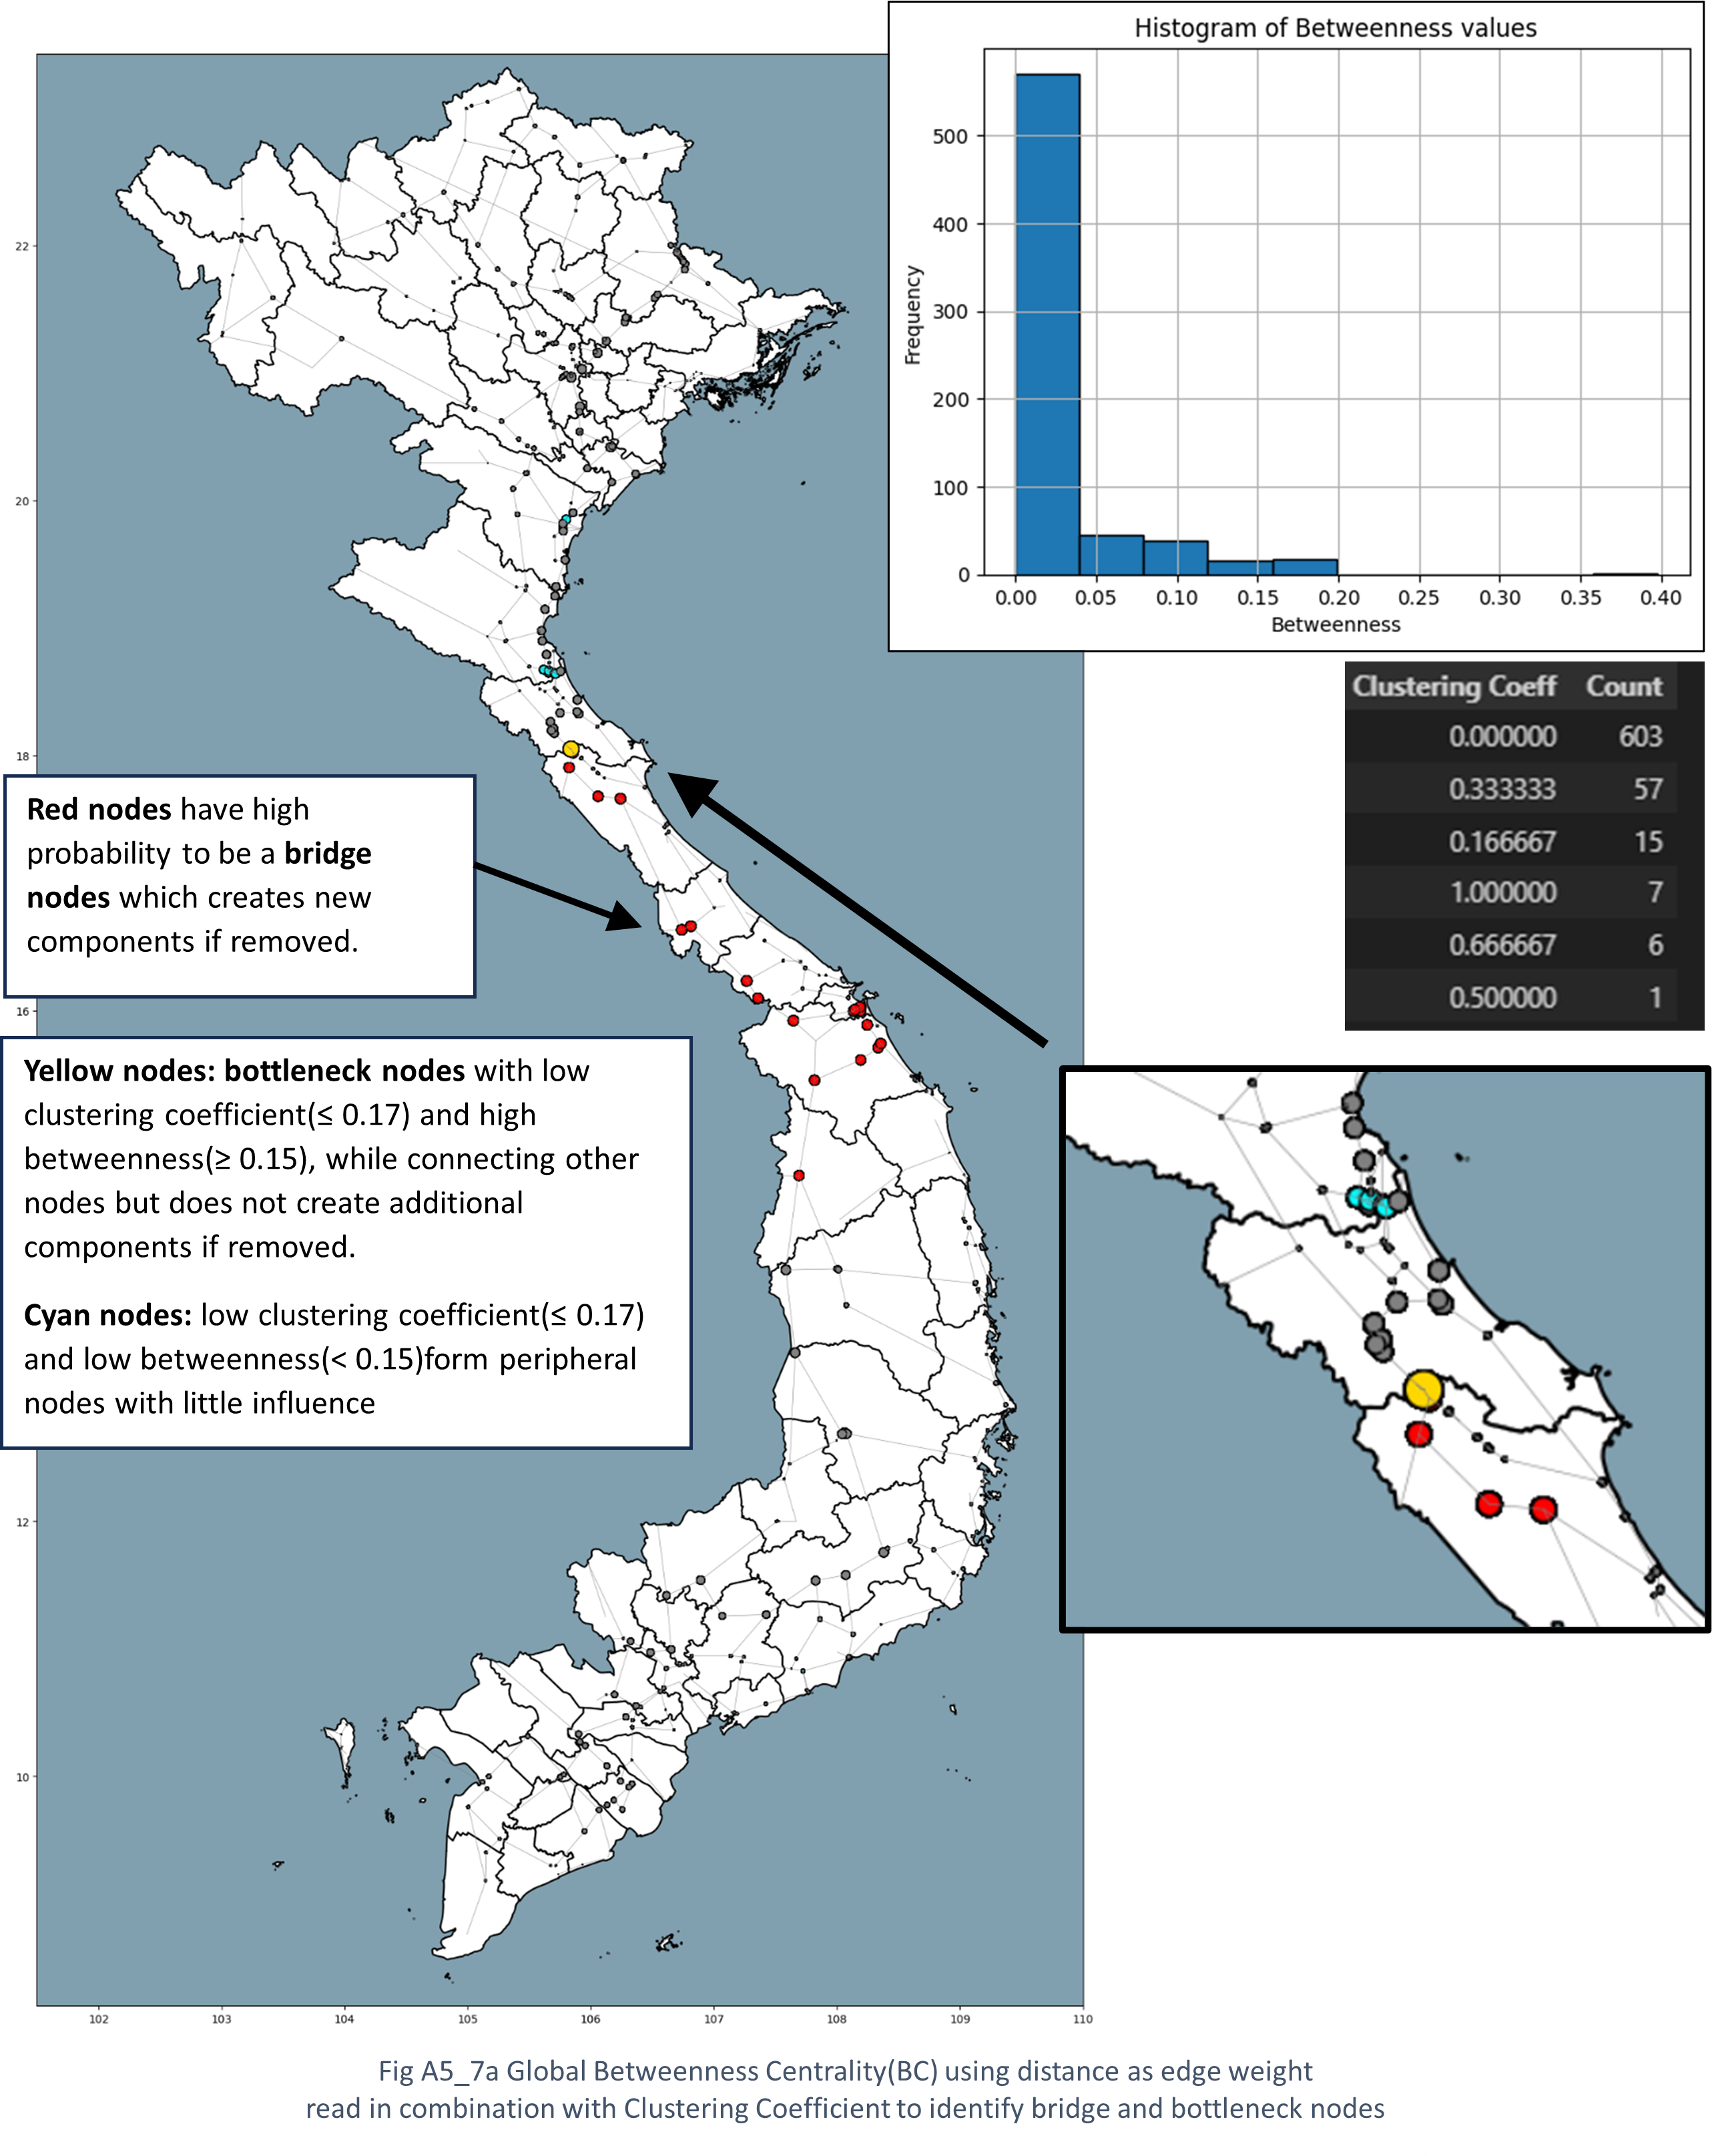 Histogram of Betweenness values
Frequency
500
400
300
200
100
0
0.00 0.05 0.10 0.15 0.20 0.25 0.30 0.35 0.40
Betweenness
Clustering Coeff Count
0.000000 603
0.333333 57
0.166667 15
1.000000 7
0.666667 6
0.500000 1
22
20
18
16
12
10
Red nodes have high
probability to be a bridge
nodes which creates new
components if removed.
Yellow nodes: bottleneck nodes with low
clustering coefficient(≤ 0.17) and high
betweenness(≥ 0.15), while connecting other
nodes but does not create additional
components if removed.
Cyan nodes: low clustering coefficient(≤ 0.17)
and low betweenness(< 0.15)form peripheral
nodes with little influence
102 103 104 105 106 107 108 109 110
Fig A5_7a Global Betweenness Centrality(BC) using distance as edge weight
read in combination with Clustering Coefficient to identify bridge and bottleneck nodes